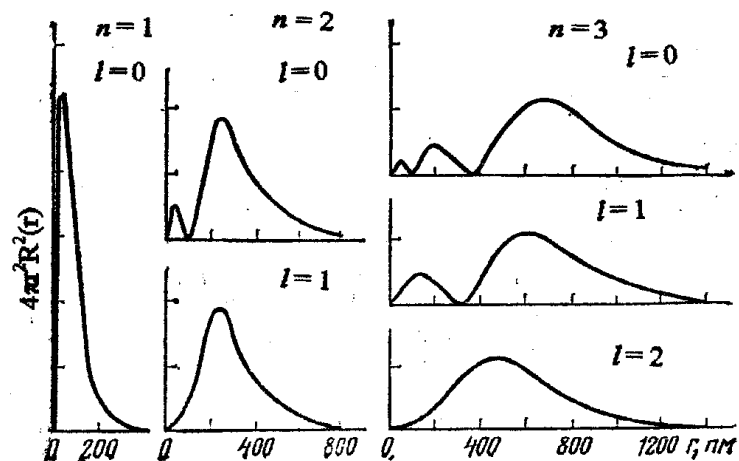 n=1
l=0
n=2
l=0
n=3
l=0
l=1
l=1
l=2
4πr²R²(r)
0 200
0 400 800
0 400 800 1200 r, пм